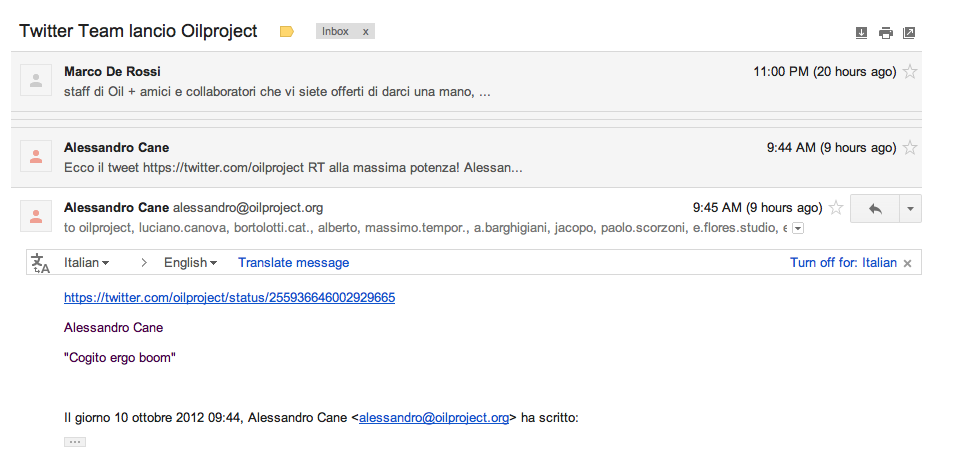 Twitter Team lancio Oilproject Inbox x
Marco De Rossi 11:00 PM (20 hours ago)
staff di Oil + amici e collaboratori che vi siete offerti di darci una mano, ...
Alessandro Cane 9:44 AM (9 hours ago)
Ecco il tweet https://twitter.com/oilproject RT alla massima potenza! Alessan...
Alessandro Cane alessandro@oilproject.org 9:45 AM (9 hours ago)
to oilproject, luciano.canova, bortolotti.cat., alberto, massimo.tempor., a.barghigiani, jacopo, paolo.scorzoni, e.flores.studio,
Italian > English Translate message Turn off for: Italian x
https://twitter.com/oilproject/status/255936646002929665
Alessandro Cane
"Cogito ergo boom"
Il giorno 10 ottobre 2012 09:44, Alessandro Cane <alessandro@oilproject.org> ha scritto:
...